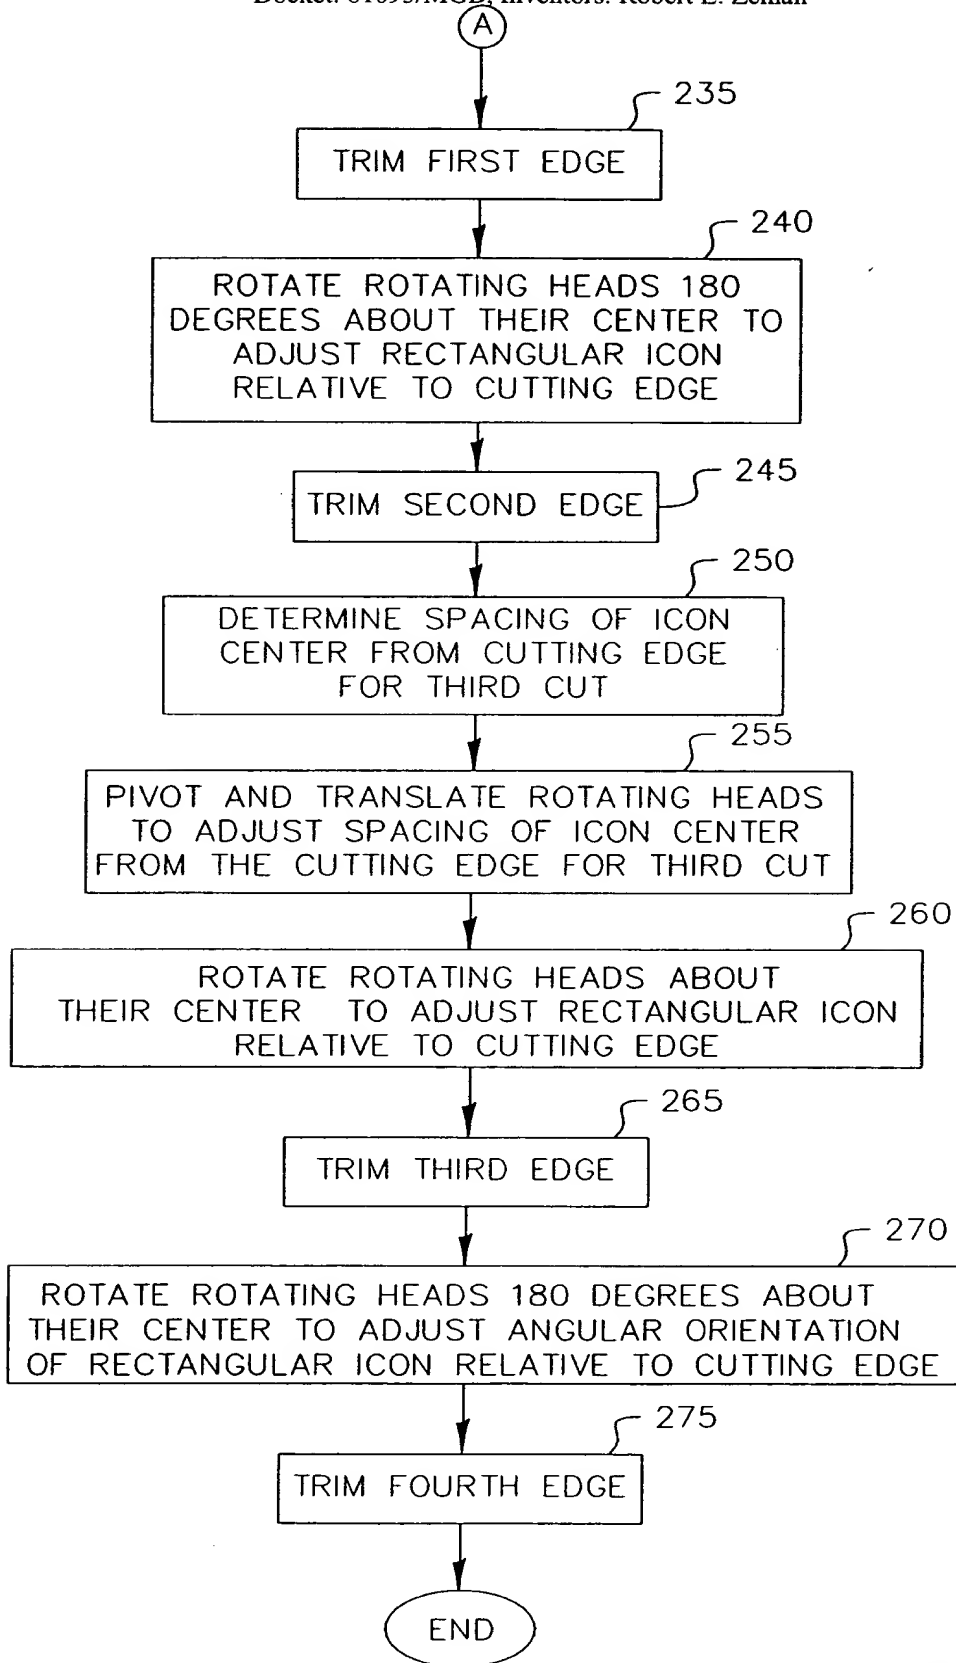 A
235
TRIM FIRST EDGE
240
ROTATE ROTATING HEADS 180
DEGREES ABOUT THEIR CENTER TO
ADJUST RECTANGULAR ICON
RELATIVE TO CUTTING EDGE
245
TRIM SECOND EDGE
250
DETERMINE SPACING OF ICON
CENTER FROM CUTTING EDGE
FOR THIRD CUT
255
PIVOT AND TRANSLATE ROTATING HEADS
TO ADJUST SPACING OF ICON CENTER
FROM THE CUTTING EDGE FOR THIRD CUT
260
ROTATE ROTATING HEADS ABOUT
THEIR CENTER TO ADJUST RECTANGULAR ICON
RELATIVE TO CUTTING EDGE
265
TRIM THIRD EDGE
270
ROTATE ROTATING HEADS 180 DEGREES ABOUT
THEIR CENTER TO ADJUST ANGULAR ORIENTATION
OF RECTANGULAR ICON RELATIVE TO CUTTING EDGE
275
TRIM FOURTH EDGE
END